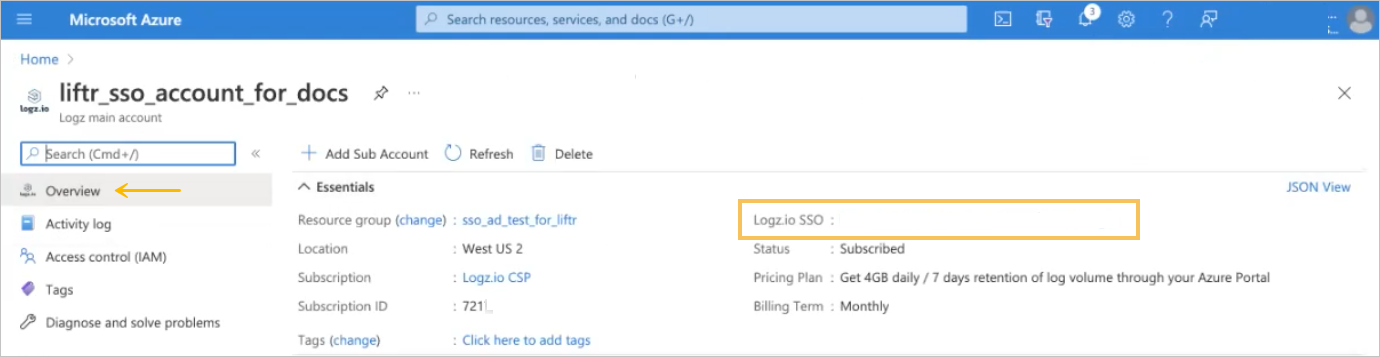 Microsoft Azure
Search resources, services, and docs (G+/)
3
Home
liftr_sso_account_for_docs
logz.io
Logz main account
Search (Cmd+/)
Add Sub Account
Refresh
Delete
Overview
Activity log
Access control (IAM)
Tags
Diagnose and solve problems
Essentials
JSON View
Resource group (change) : sso_ad_test_for_liftr
Location : West US 2
Subscription : Logz.io CSP
Subscription ID : 721
Tags (change) : Click here to add tags
Logz.io SSO :
Status : Subscribed
Pricing Plan : Get 4GB daily / 7 days retention of log volume through your Azure Portal
Billing Term : Monthly